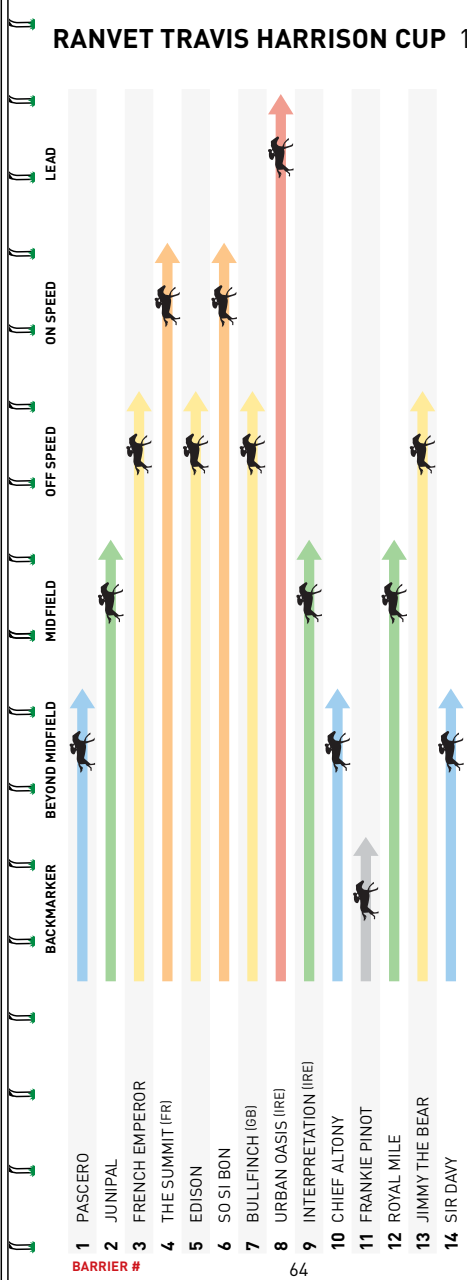 RANVET TRAVIS HARRISON CUP 1
LEAD
ON SPEED
OFF SPEED
MIDFIELD
BEYOND MIDFIELD
BACKMARKER
1 PASCERO
2 JUNIPAL
3 FRENCH EMPEROR
4 THE SUMMIT (FR)
5 EDISON
6 SO SI BON
7 BULLFINCH (GB)
8 URBAN OASIS (IRE)
9 INTERPRETATION (IRE)
10 CHIEF ALTONY
11 FRANKIE PINOT
12 ROYAL MILE
13 JIMMY THE BEAR
14 SIR DAVY
BARRIER #
64